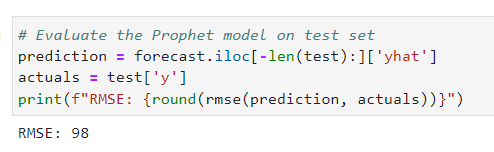 # Evaluate the Prophet model on test set
prediction = forecast.iloc[-len(test):]['yhat']
actuals = test['y']
print(f"RMSE: {round(rmse(prediction, actuals))}")
RMSE: 98